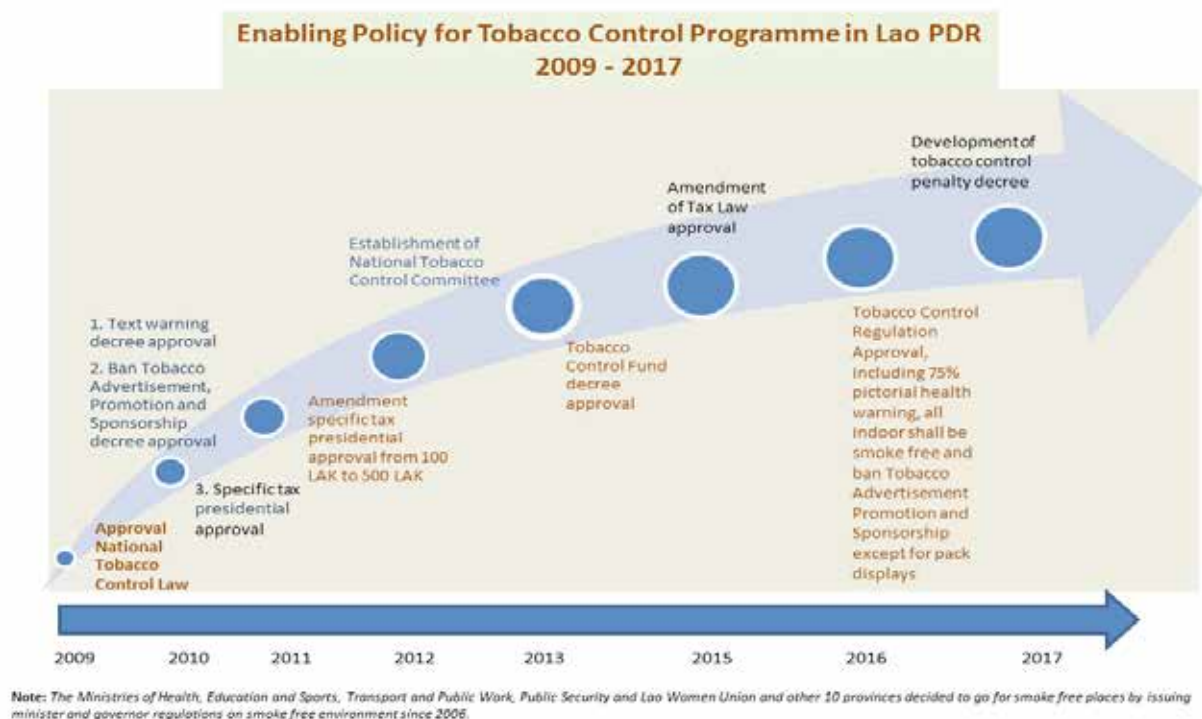 Enabling Policy for Tobacco Control Programme in Lao PDR
2009 - 2017
Approval
National
Tobacco
Control Law
1. Text warning
decree approval
2. Ban Tobacco
Advertisement,
Promotion and
Sponsorship
decree approval
3. Specific tax
presidential
approval
Amendment
specific tax
presidential
approval from 100
LAK to 500 LAK
Establishment of
National Tobacco
Control Committee
Tobacco
Control Fund
decree
approval
Amendment
of Tax Law
approval
Tobacco Control
Regulation
Approval,
including 75%
pictorial health
warning, all
indoor shall be
smoke free and
ban Tobacco
Advertisement
Promotion and
Sponsorship
except for pack
displays
Development of
tobacco control
penalty decree
2009
2010
2011
2012
2013
2015
2016
2017
Note: The Ministries of Health, Education and Sports, Transport and Public Work, Public Security and Lao Women Union and other 10 provinces decided to go for smoke free places by issuing
minister and governor regulations on smoke free environment since 2006.